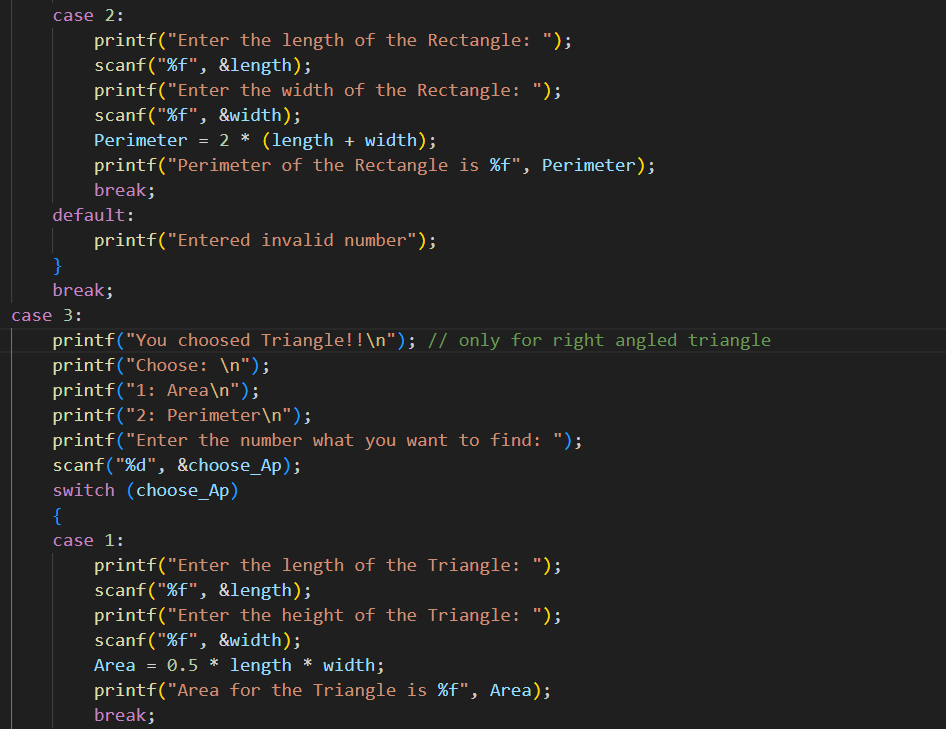 case 2:
printf("Enter the length of the Rectangle: ");
scanf("%f", &length);
printf("Enter the width of the Rectangle: ");
scanf("%f", &width);
Perimeter = 2 * (length + width);
printf("Perimeter of the Rectangle is %f", Perimeter);
break;
default:
printf("Entered invalid number");
}
break;
case 3:
printf("You choosed Triangle!!\n"); // only for right angled triangle
printf("Choose: \n");
printf("1: Area\n");
printf("2: Perimeter\n");
printf("Enter the number what you want to find: ");
scanf("%d", &choose_Ap);
switch (choose_Ap)
{
case 1:
printf("Enter the length of the Triangle: ");
scanf("%f", &length);
printf("Enter the height of the Triangle: ");
scanf("%f", &width);
Area = 0.5 * length * width;
printf("Area for the Triangle is %f", Area);
break;